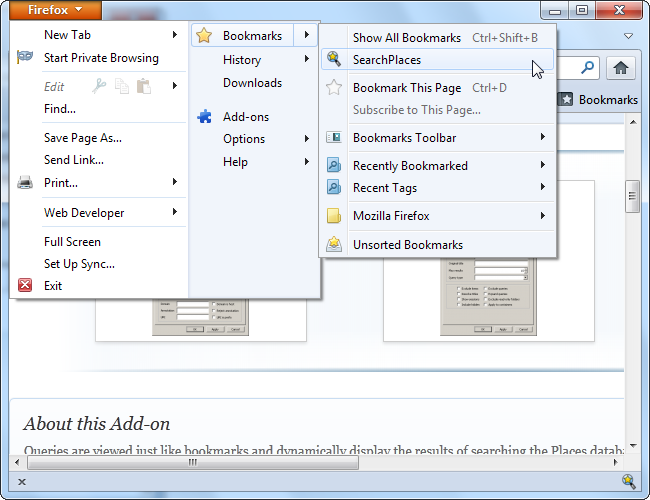 Firefox
New Tab
Start Private Browsing
Edit
Find...
Save Page As...
Send Link...
Print...
Web Developer
Full Screen
Set Up Sync...
Exit
Bookmarks
History
Downloads
Add-ons
Options
Help
Show All Bookmarks Ctrl+Shift+B
SearchPlaces
Bookmark This Page Ctrl+D
Subscribe to This Page...
Bookmarks Toolbar
Recently Bookmarked
Recent Tags
Mozilla Firefox
Unsorted Bookmarks
Bookmarks
About this Add-on
Queries are viewed just like bookmarks and dynamically display the results of searching the Places datab